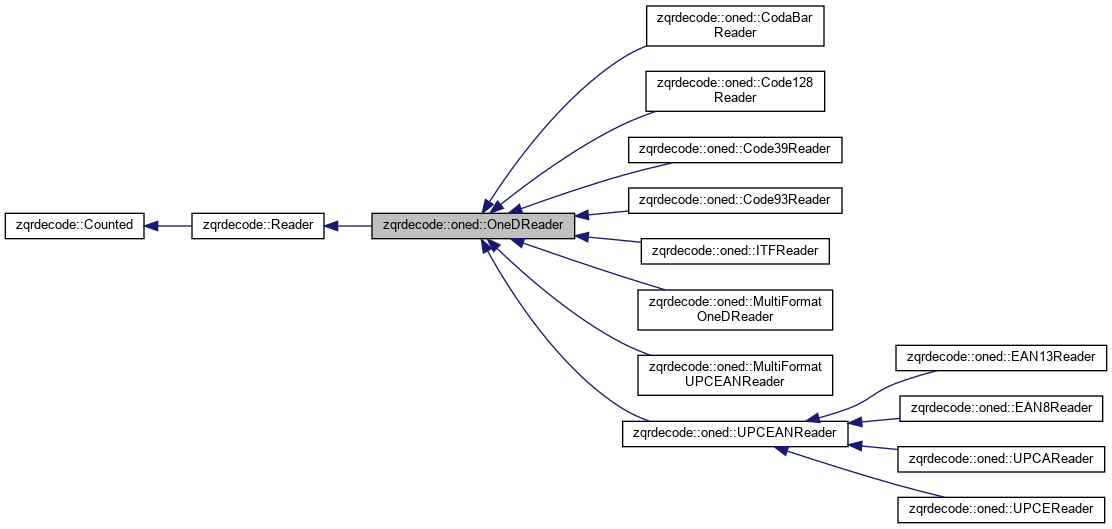 zqrdecode::oned::CodaBar
Reader
zqrdecode::oned::Code128
Reader
zqrdecode::oned::Code39Reader
zqrdecode::oned::Code93Reader
zqrdecode::Counted
zqrdecode::Reader
zqrdecode::oned::OneDReader
zqrdecode::oned::ITFReader
zqrdecode::oned::MultiFormat
OneDReader
zqrdecode::oned::MultiFormat
UPCEANReader
zqrdecode::oned::UPCEANReader
zqrdecode::oned::EAN13Reader
zqrdecode::oned::EAN8Reader
zqrdecode::oned::UPCAReader
zqrdecode::oned::UPCEReader